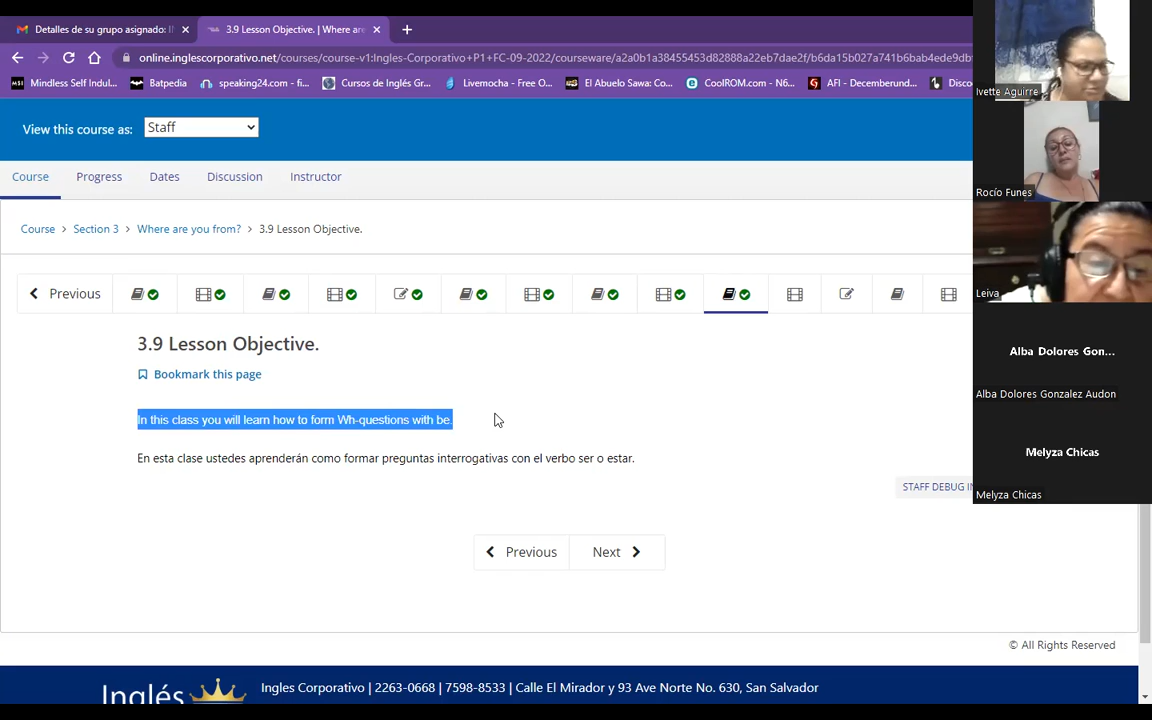 Detalles de su grupo asignado: I
3.9 Lesson Objective. | Where are
online.inglescorporativo.net/courses/course-v1:Ingles-Corporativo+P1+FC-09-2022/courseware/a2a0b1a38455453d82888a22eb7dae2f/b6da15b027a741b6bab4ede9db
Mindless Self Indul...
Batpedia
speaking24.com - fi...
Cursos de Inglés Gr...
Livemocha - Free O...
El Abuelo Sawa: Co...
CoolROM.com - N6...
AFI - Decemberund...
Disco
View this course as:
Staff
Course
Progress
Dates
Discussion
Instructor
Course > Section 3 > Where are you from? > 3.9 Lesson Objective.
Previous
3.9 Lesson Objective.
Bookmark this page
In this class you will learn how to form Wh-questions with be.
En esta clase ustedes aprenderán como formar preguntas interrogativas con el verbo ser o estar.
STAFF DEBUG IN
Previous
Next
© All Rights Reserved
Inglés
Ingles Corporativo | 2263-0668 | 7598-8533 | Calle El Mirador y 93 Ave Norte No. 630, San Salvador
Ivette Aguirre
Rocío Funes
Leiva
Alba Dolores Gon...
Alba Dolores Gonzalez Audon
Melyza Chicas
Melyza Chicas